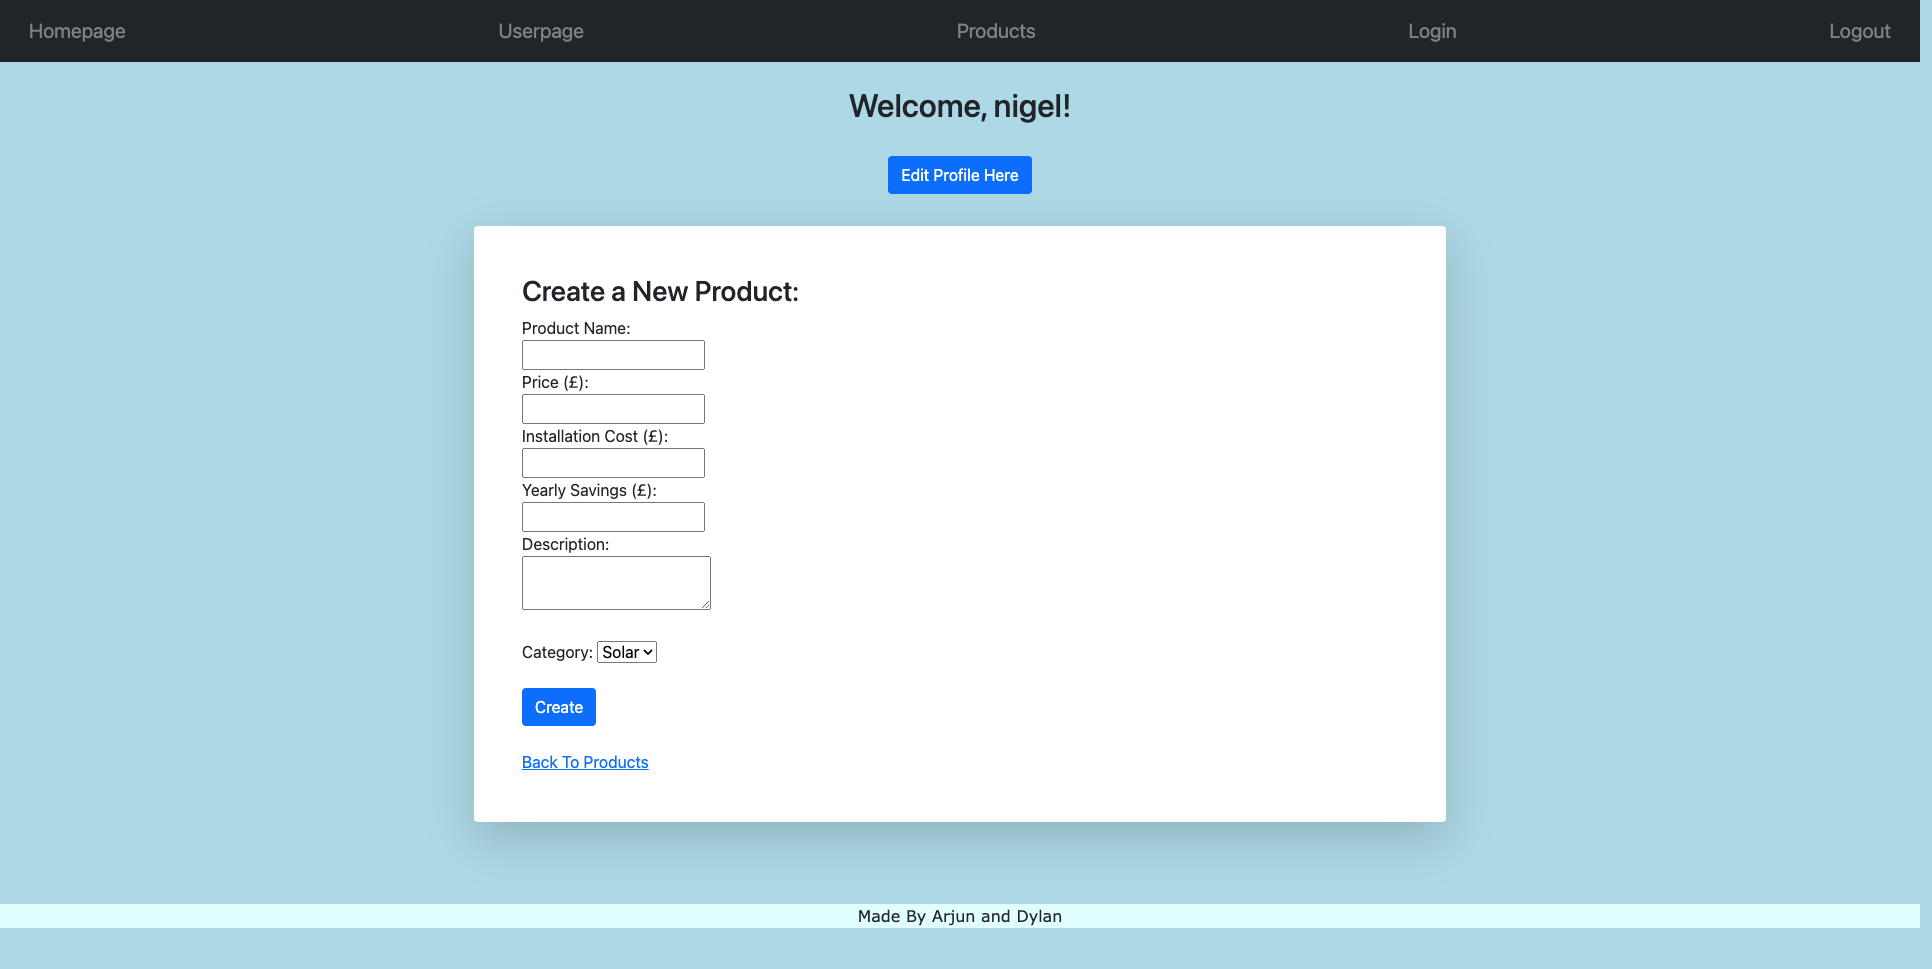 Homepage Userpage Products Login Logout
Welcome, nigel!
Edit Profile Here
Create a New Product:
Product Name:
Price (£):
Installation Cost (£):
Yearly Savings (£):
Description:
Category: Solar
Create
Back To Products
Made By Arjun and Dylan